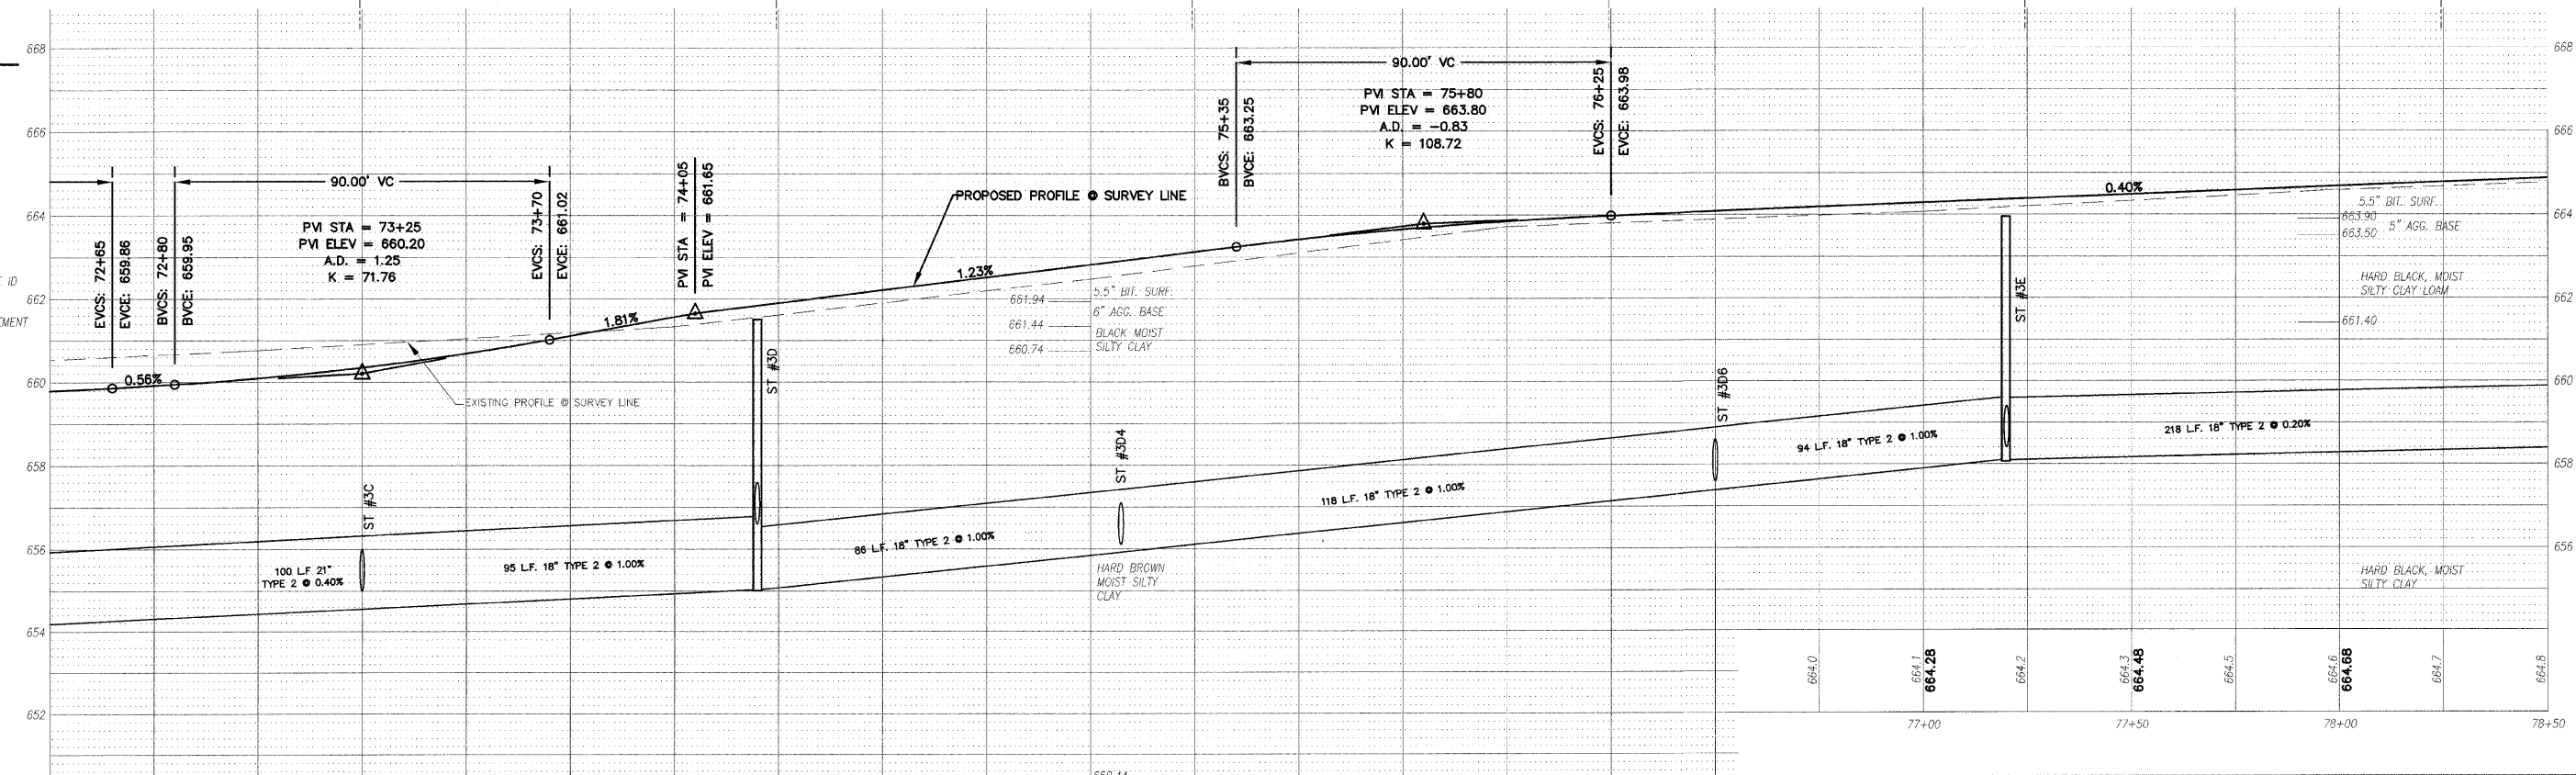 668
666
664
662
660
658
656
654
652
ID
EMENT
EVCS: 72+65
EVCE: 659.86
BVCS: 72+80
BVCE: 659.95
90.00' VC
PVI STA = 73+25
PVI ELEV = 660.20
A.D. = 1.25
K = 71.76
EVCS: 73+70
EVCE: 661.02
PVI STA = 74+05
PVI ELEV = 661.65
PROPOSED PROFILE @ SURVEY LINE
BVCS: 75+35
BVCE: 663.25
90.00' VC
PVI STA = 75+80
PVI ELEV = 663.80
A.D. = -0.83
K = 108.72
EVCS: 76+25
EVCE: 663.98
0.56%
1.81%
1.23%
0.40%
EXISTING PROFILE @ SURVEY LINE
661.94
5.5" BIT. SURF.
6" AGG. BASE
661.44
BLACK MOIST
SILTY CLAY
660.74
5.5" BIT. SURF.
663.90
5" AGG. BASE
663.50
HARD BLACK, MOIST
SILTY CLAY LOAM
661.40
ST #3C
ST #3D
ST #3D4
ST #3D6
ST #3E
100 LF 21"
TYPE 2 @ 0.40%
95 L.F. 18" TYPE 2 @ 1.00%
86 L.F. 18" TYPE 2 @ 1.00%
118 L.F. 18" TYPE 2 @ 1.00%
94 L.F. 18" TYPE 2 @ 1.00%
218 L.F. 18" TYPE 2 @ 0.20%
HARD BROWN
MOIST SILTY
CLAY
HARD BLACK, MOIST
SILTY CLAY
668
666
664
662
660
658
656
664.0
664.1
664.28
664.2
664.3
664.48
664.5
664.6
664.68
664.7
664.8
77+00
77+50
78+00
78+50